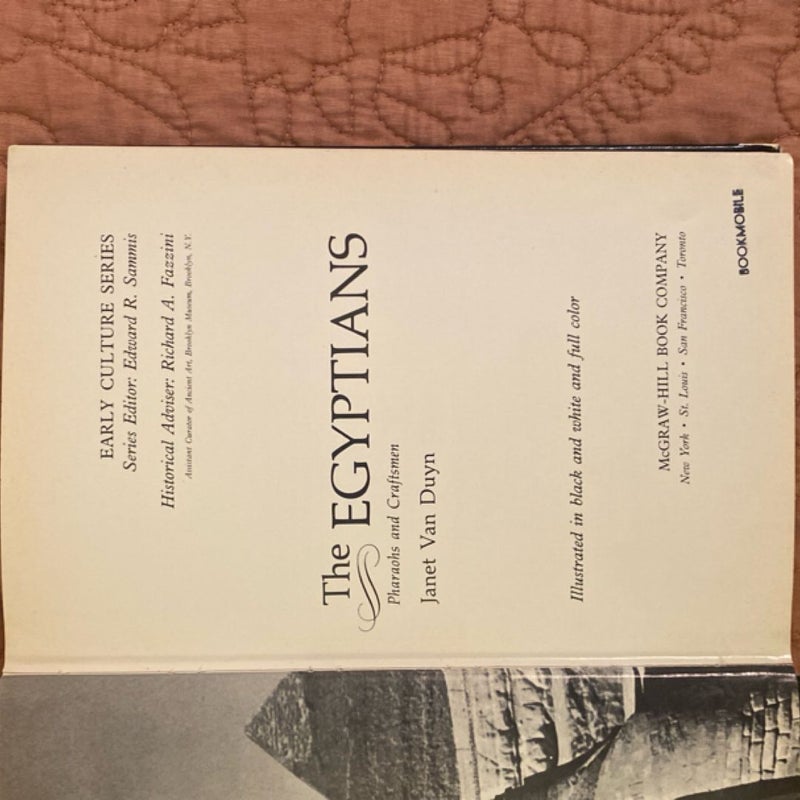 EARLY CULTURE SERIES
Series Editor: Edward R. Sammis
Historical Adviser: Richard A. Fazzini
Assistant Curator of Ancient Art, Brooklyn Museum, Brooklyn, N.Y.
The EGYPTIANS
Pharaohs and Craftsmen
Janet Van Duyn
Illustrated in black and white and full color
McGRAW-HILL BOOK COMPANY
New York • St. Louis • San Francisco • Toronto
BOOKMOBILE